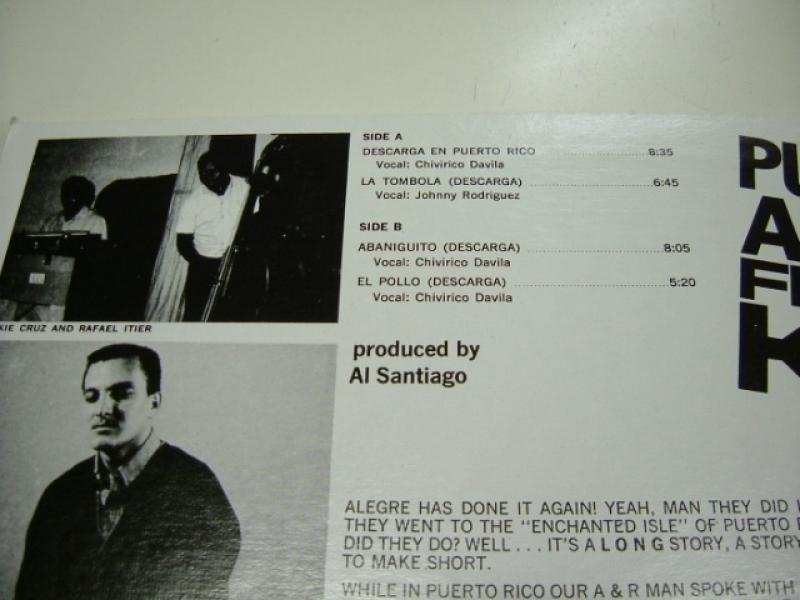 SIDE A
DESCARGA EN PUERTO RICO 8:35
Vocal: Chivirico Davila
LA TOMBOLA (DESCARGA) 6:45
Vocal: Johnny Rodriguez
SIDE B
ABANIGUITO (DESCARGA) 8:05
Vocal: Chivirico Davila
EL POLLO (DESCARGA) 5:20
Vocal: Chivirico Davila
KIE CRUZ AND RAFAEL ITIER
produced by
Al Santiago
PU
A
F
K
ALEGRE HAS DONE IT AGAIN! YEAH, MAN THEY DID
THEY WENT TO THE "ENCHANTED ISLE" OF PUERTO
DID THEY DO? WELL . . . IT'S A LONG STORY, A STORY
TO MAKE SHORT.
WHILE IN PUERTO RICO OUR A & R MAN SPOKE WITH